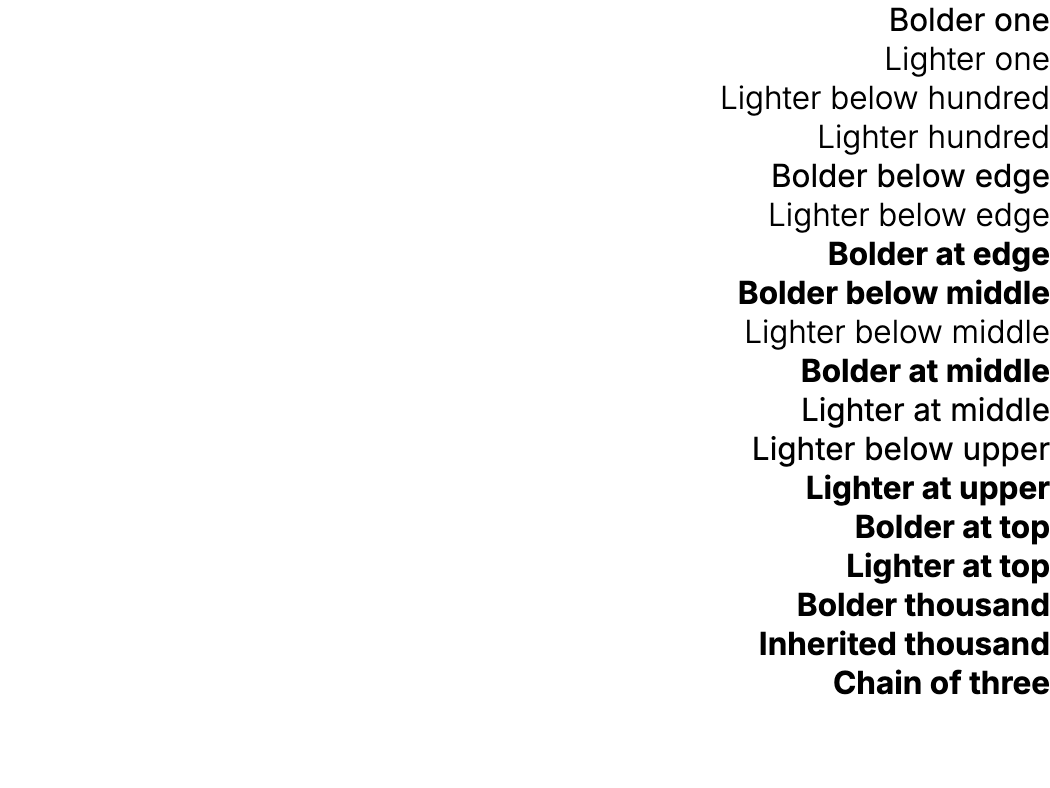 Bolder one
Lighter one
Lighter below hundred
Lighter hundred
Bolder below edge
Lighter below edge
Bolder at edge
Bolder below middle
Lighter below middle
Bolder at middle
Lighter at middle
Lighter below upper
Lighter at upper
Bolder at top
Lighter at top
Bolder thousand
Inherited thousand
Chain of three